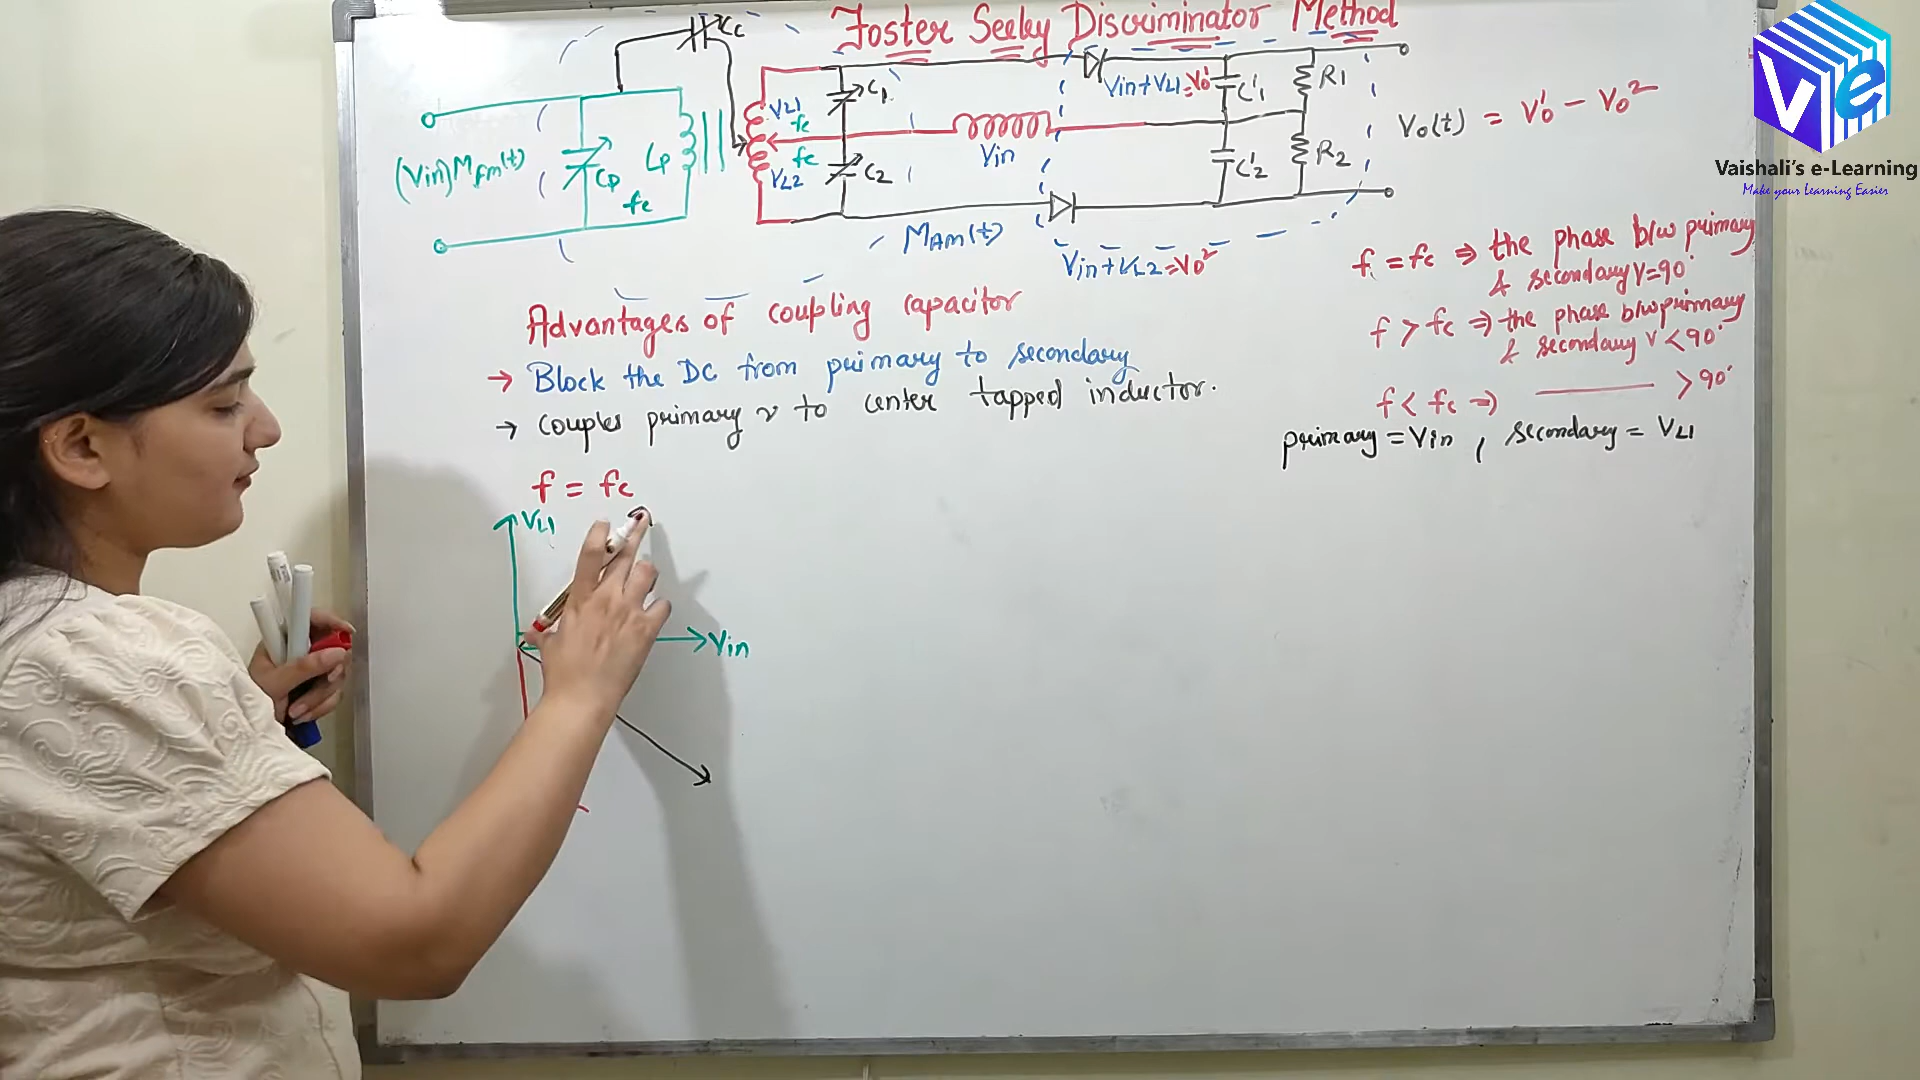 Foster Seeley Discriminator Method
Cc
(Vin) MFM(t)
Cp
Lp
fc
VL1
fc
fc
VL2
C1
C2
Vin
MAM(t)
Vin+VL1=Vo'
Vin+VL2=Vo²
C'1
C'2
R1
R2
Vo(t) = Vo' - Vo²
Ve
Vaishali's e-Learning
Make your Learning Easier
f = fc ⇒ the phase b/w primary
& secondary V=90°
f > fc ⇒ the phase b/w primary
& secondary V <90°
f < fc ⇒ ——— >90°
primary = Vin , secondary = VL1
Advantages of coupling capacitor
→ Block the DC from primary to secondary
→ Couples primary v to center tapped inductor.
f = fc
VL1
Vin